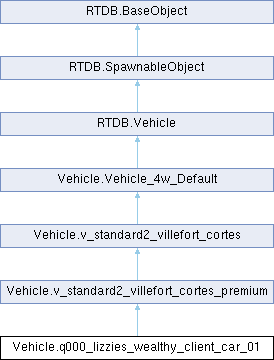 RTDB.BaseObject
RTDB.SpawnableObject
RTDB.Vehicle
Vehicle.Vehicle_4w_Default
Vehicle.v_standard2_villefort_cortes
Vehicle.v_standard2_villefort_cortes_premium
Vehicle.q000_lizzies_wealthy_client_car_01